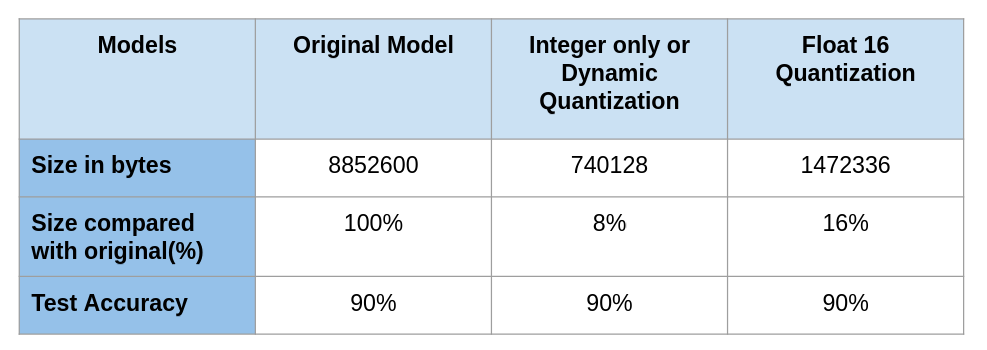 Models
Original Model
Integer only or
Dynamic
Quantization
Float 16
Quantization
Size in bytes
8852600
740128
1472336
Size compared
with original(%)
100%
8%
16%
Test Accuracy
90%
90%
90%